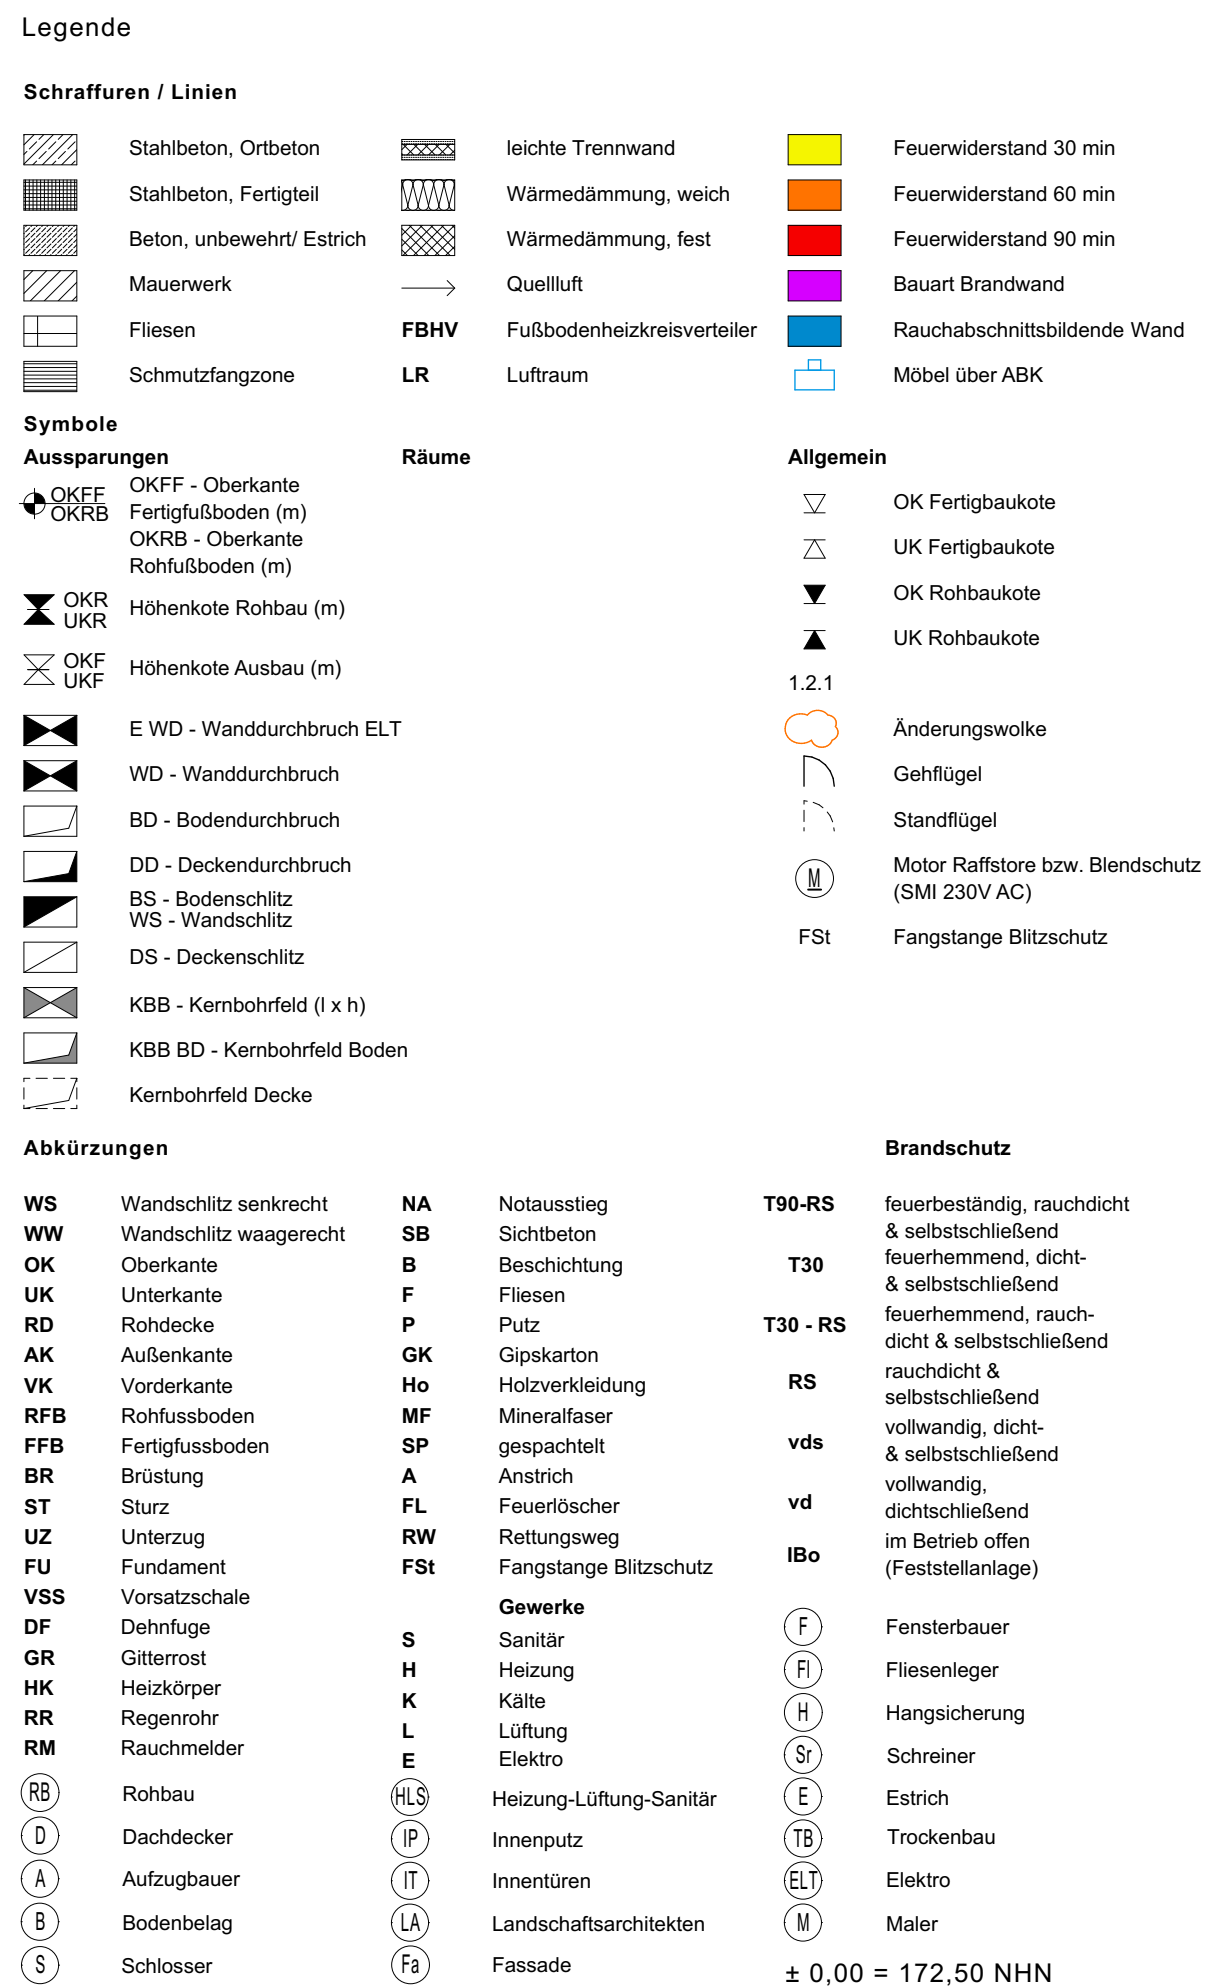 Legende
Schraffuren / Linien
Stahlbeton, Ortbeton
Stahlbeton, Fertigteil
Beton, unbewehrt/ Estrich
Mauerwerk
Fliesen
Schmutzfangzone
leichte Trennwand
Wärmedämmung, weich
Wärmedämmung, fest
Quellluft
FBHV Fußbodenheizkreisverteiler
LR Luftraum
Feuerwiderstand 30 min
Feuerwiderstand 60 min
Feuerwiderstand 90 min
Bauart Brandwand
Rauchabschnittsbildende Wand
Möbel über ABK
Symbole
Aussparungen
OKFF
OKRB
OKFF - Oberkante
Fertigfußboden (m)
OKRB - Oberkante
Rohfußboden (m)
OKR
UKR
Höhenkote Rohbau (m)
OKF
UKF
Höhenkote Ausbau (m)
E WD - Wanddurchbruch ELT
WD - Wanddurchbruch
BD - Bodendurchbruch
DD - Deckendurchbruch
BS - Bodenschlitz
WS - Wandschlitz
DS - Deckenschlitz
KBB - Kernbohrfeld (l x h)
KBB BD - Kernbohrfeld Boden
Kernbohrfeld Decke
Räume
Allgemein
OK Fertigbaukote
UK Fertigbaukote
OK Rohbaukote
UK Rohbaukote
1.2.1
Änderungswolke
Gehflügel
Standflügel
M Motor Raffstore bzw. Blendschutz
(SMI 230V AC)
FSt Fangstange Blitzschutz
Abkürzungen
WS Wandschlitz senkrecht
WW Wandschlitz waagerecht
OK Oberkante
UK Unterkante
RD Rohdecke
AK Außenkante
VK Vorderkante
RFB Rohfussboden
FFB Fertigfussboden
BR Brüstung
ST Sturz
UZ Unterzug
FU Fundament
VSS Vorsatzschale
DF Dehnfuge
GR Gitterrost
HK Heizkörper
RR Regenrohr
RM Rauchmelder
RB Rohbau
D Dachdecker
A Aufzugbauer
B Bodenbelag
S Schlosser
NA Notausstieg
SB Sichtbeton
B Beschichtung
F Fliesen
P Putz
GK Gipskarton
Ho Holzverkleidung
MF Mineralfaser
SP gespachtelt
A Anstrich
FL Feuerlöscher
RW Rettungsweg
FSt Fangstange Blitzschutz
Gewerke
S Sanitär
H Heizung
K Kälte
L Lüftung
E Elektro
HLS Heizung-Lüftung-Sanitär
IP Innenputz
IT Innentüren
LA Landschaftsarchitekten
Fa Fassade
Brandschutz
T90-RS feuerbeständig, rauchdicht
& selbstschließend
T30 feuerhemmend, dicht-
& selbstschließend
T30 - RS feuerhemmend, rauch-
dicht & selbstschließend
RS rauchdicht &
selbstschließend
vds vollwandig, dicht-
& selbstschließend
vd vollwandig,
dichtschließend
IBo im Betrieb offen
(Feststellanlage)
F Fensterbauer
Fl Fliesenleger
H Hangsicherung
Sr Schreiner
E Estrich
TB Trockenbau
ELT Elektro
M Maler
± 0,00 = 172,50 NHN